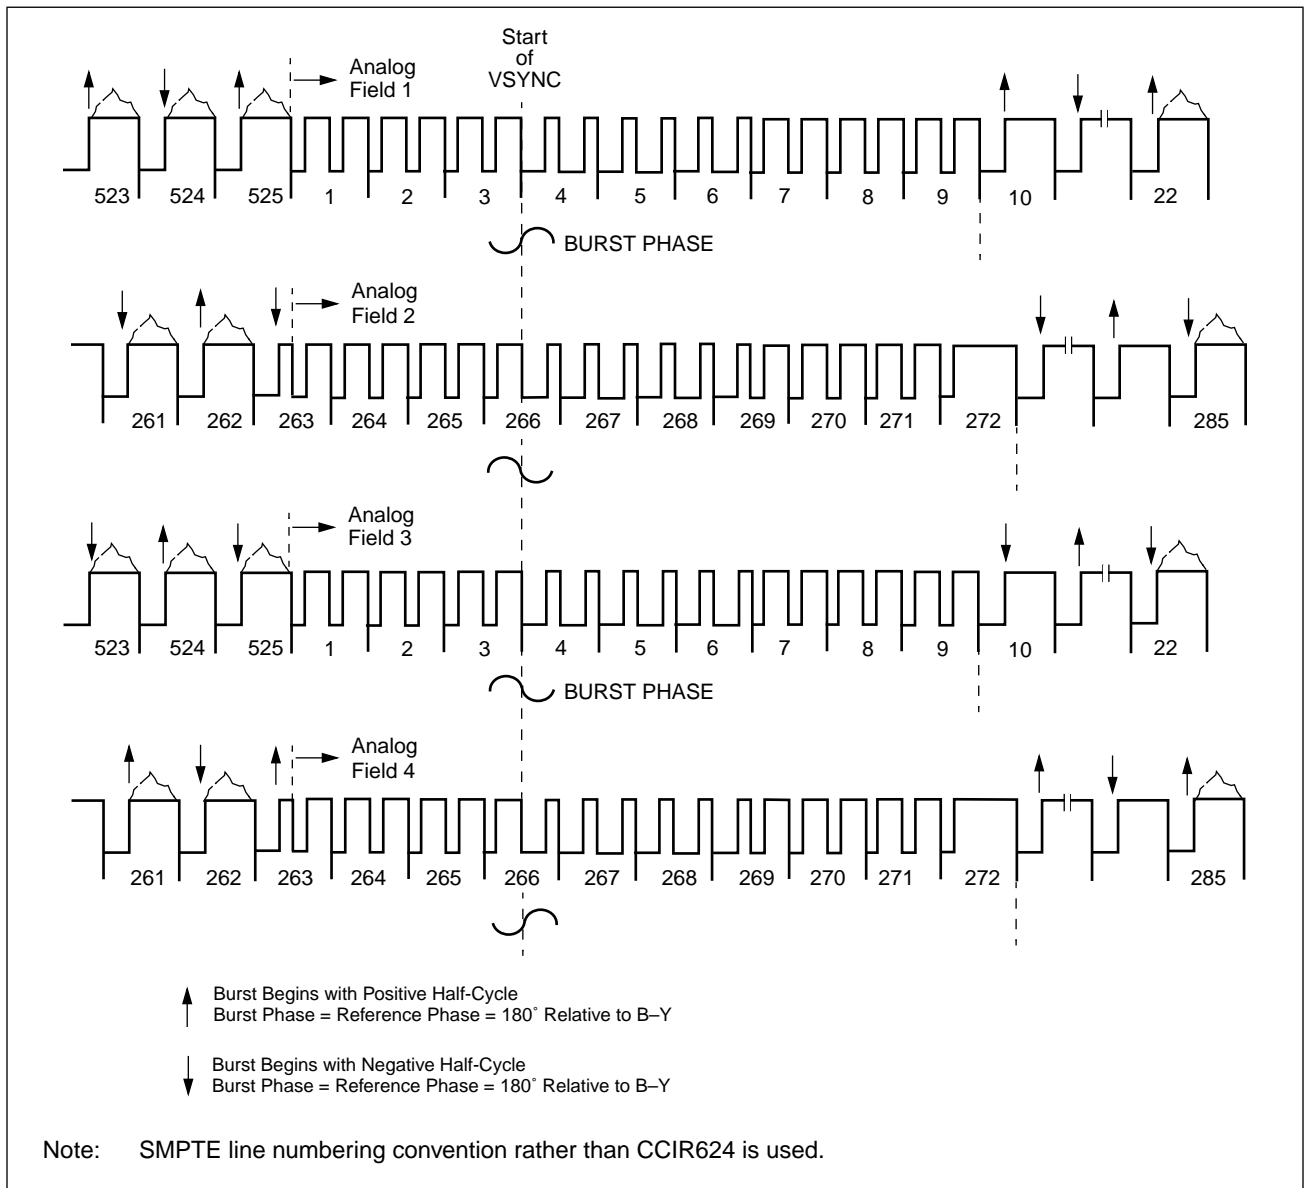 Start
of
VSYNC
Analog
Field 1
523 524 525 1 2 3 4 5 6 7 8 9 10 22
BURST PHASE
Analog
Field 2
261 262 263 264 265 266 267 268 269 270 271 272 285
Analog
Field 3
523 524 525 1 2 3 4 5 6 7 8 9 10 22
BURST PHASE
Analog
Field 4
261 262 263 264 265 266 267 268 269 270 271 272 285
Burst Begins with Positive Half-Cycle
Burst Phase = Reference Phase = 180° Relative to B–Y
Burst Begins with Negative Half-Cycle
Burst Phase = Reference Phase = 180° Relative to B–Y
Note: SMPTE line numbering convention rather than CCIR624 is used.